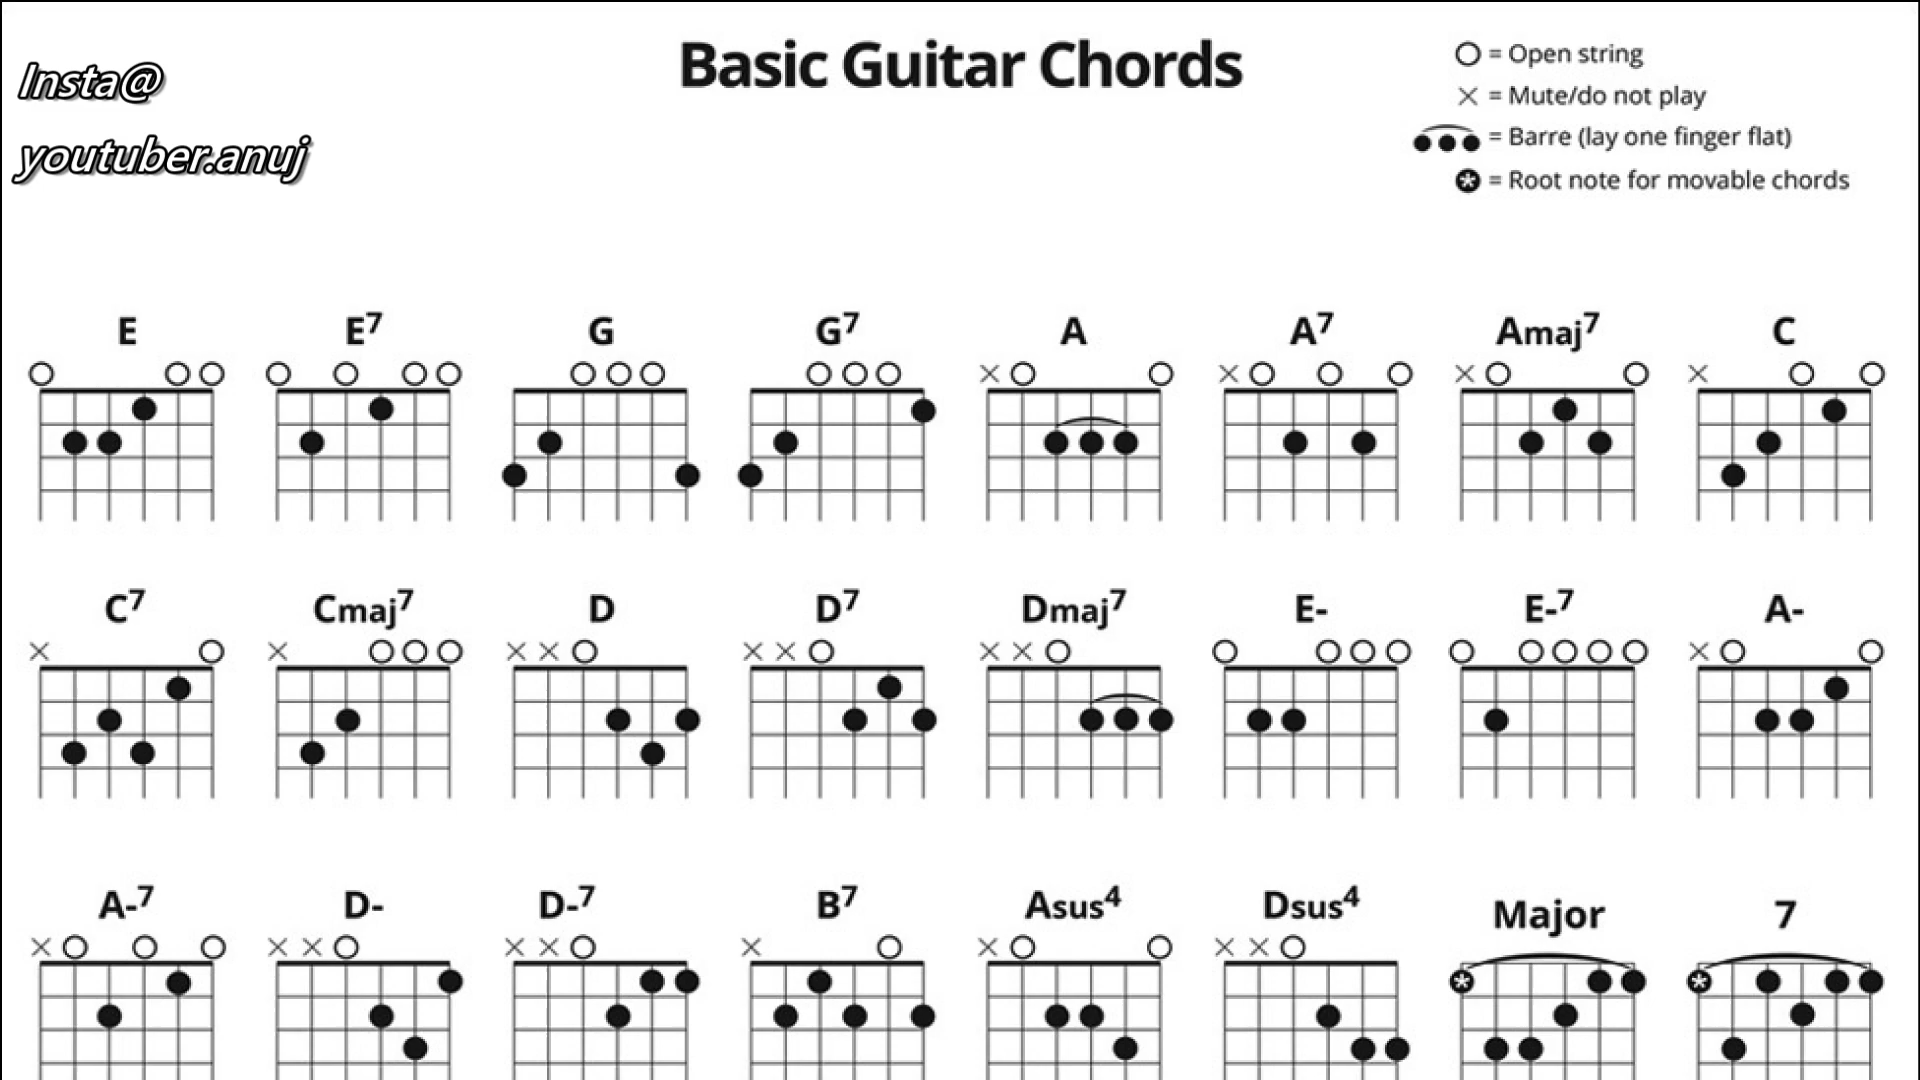 Insta@
youtuber.anuj
Basic Guitar Chords
= Open string
= Mute/do not play
= Barre (lay one finger flat)
= Root note for movable chords
E E⁷ G G⁷ A A⁷ Amaj⁷ C
C⁷ Cmaj⁷ D D⁷ Dmaj⁷ E- E-⁷ A-
A-⁷ D- D-⁷ B⁷ Asus⁴ Dsus⁴ Major 7